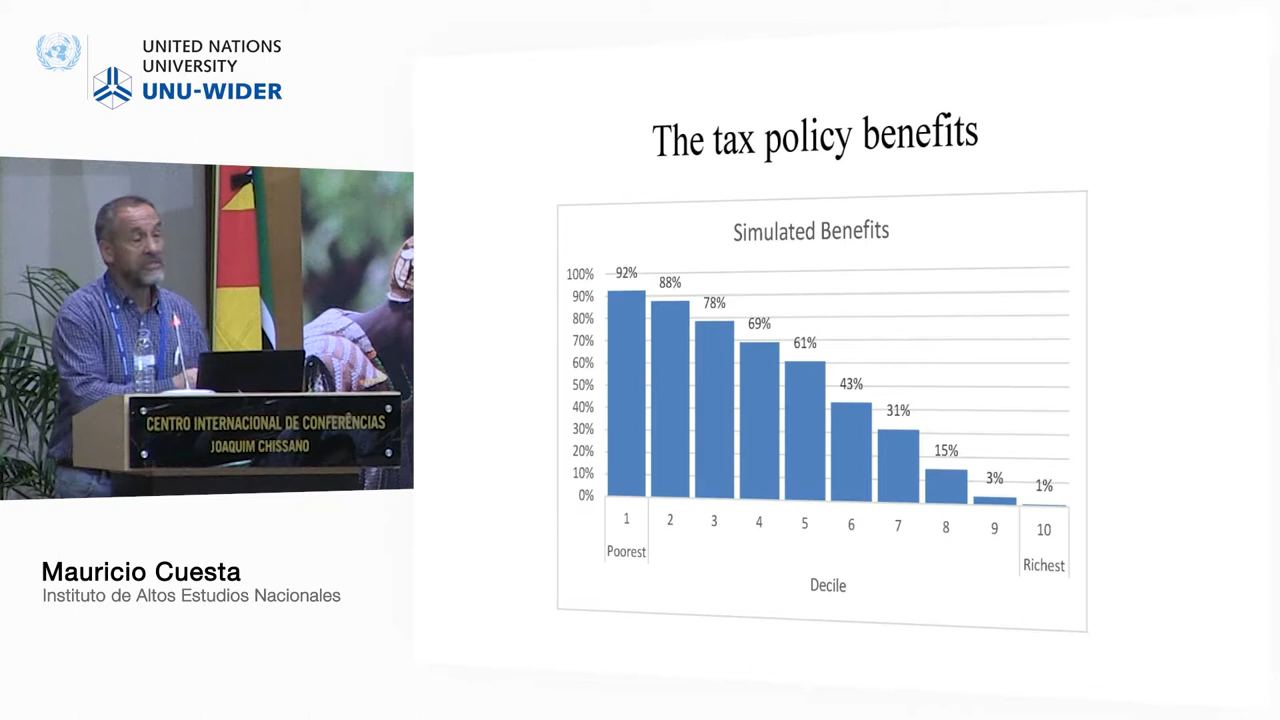 UNITED NATIONS
UNIVERSITY
UNU-WIDER
CENTRO INTERNACIONAL DE CONFERÊNCIAS
JOAQUIM CHISSANO
Mauricio Cuesta
Instituto de Altos Estudios Nacionales
The tax policy benefits
Simulated Benefits
100%
90%
80%
70%
60%
50%
40%
30%
20%
10%
0%
92%
88%
78%
69%
61%
43%
31%
15%
3%
1%
1 2 3 4 5 6 7 8 9 10
Poorest Richest
Decile